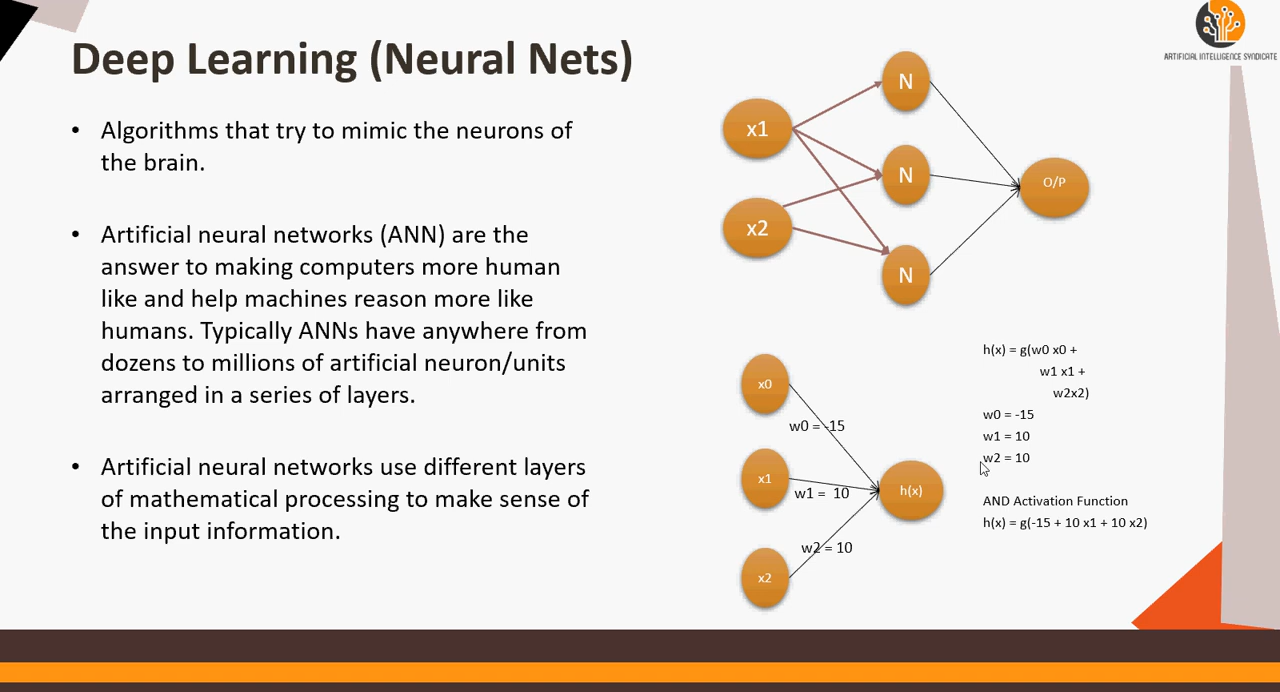 Deep Learning (Neural Nets)
• Algorithms that try to mimic the neurons of
the brain.
• Artificial neural networks (ANN) are the
answer to making computers more human
like and help machines reason more like
humans. Typically ANNs have anywhere from
dozens to millions of artificial neuron/units
arranged in a series of layers.
• Artificial neural networks use different layers
of mathematical processing to make sense of
the input information.
ARTIFICIAL INTELLIGENCE SYNDICATE
N
x1
N
O/P
x2
N
x0
w0 = -15
x1
w1 = 10
h(x)
w2 = 10
x2
h(x) = g(w0 x0 +
w1 x1 +
w2x2)
w0 = -15
w1 = 10
w2 = 10
AND Activation Function
h(x) = g(-15 + 10 x1 + 10 x2)